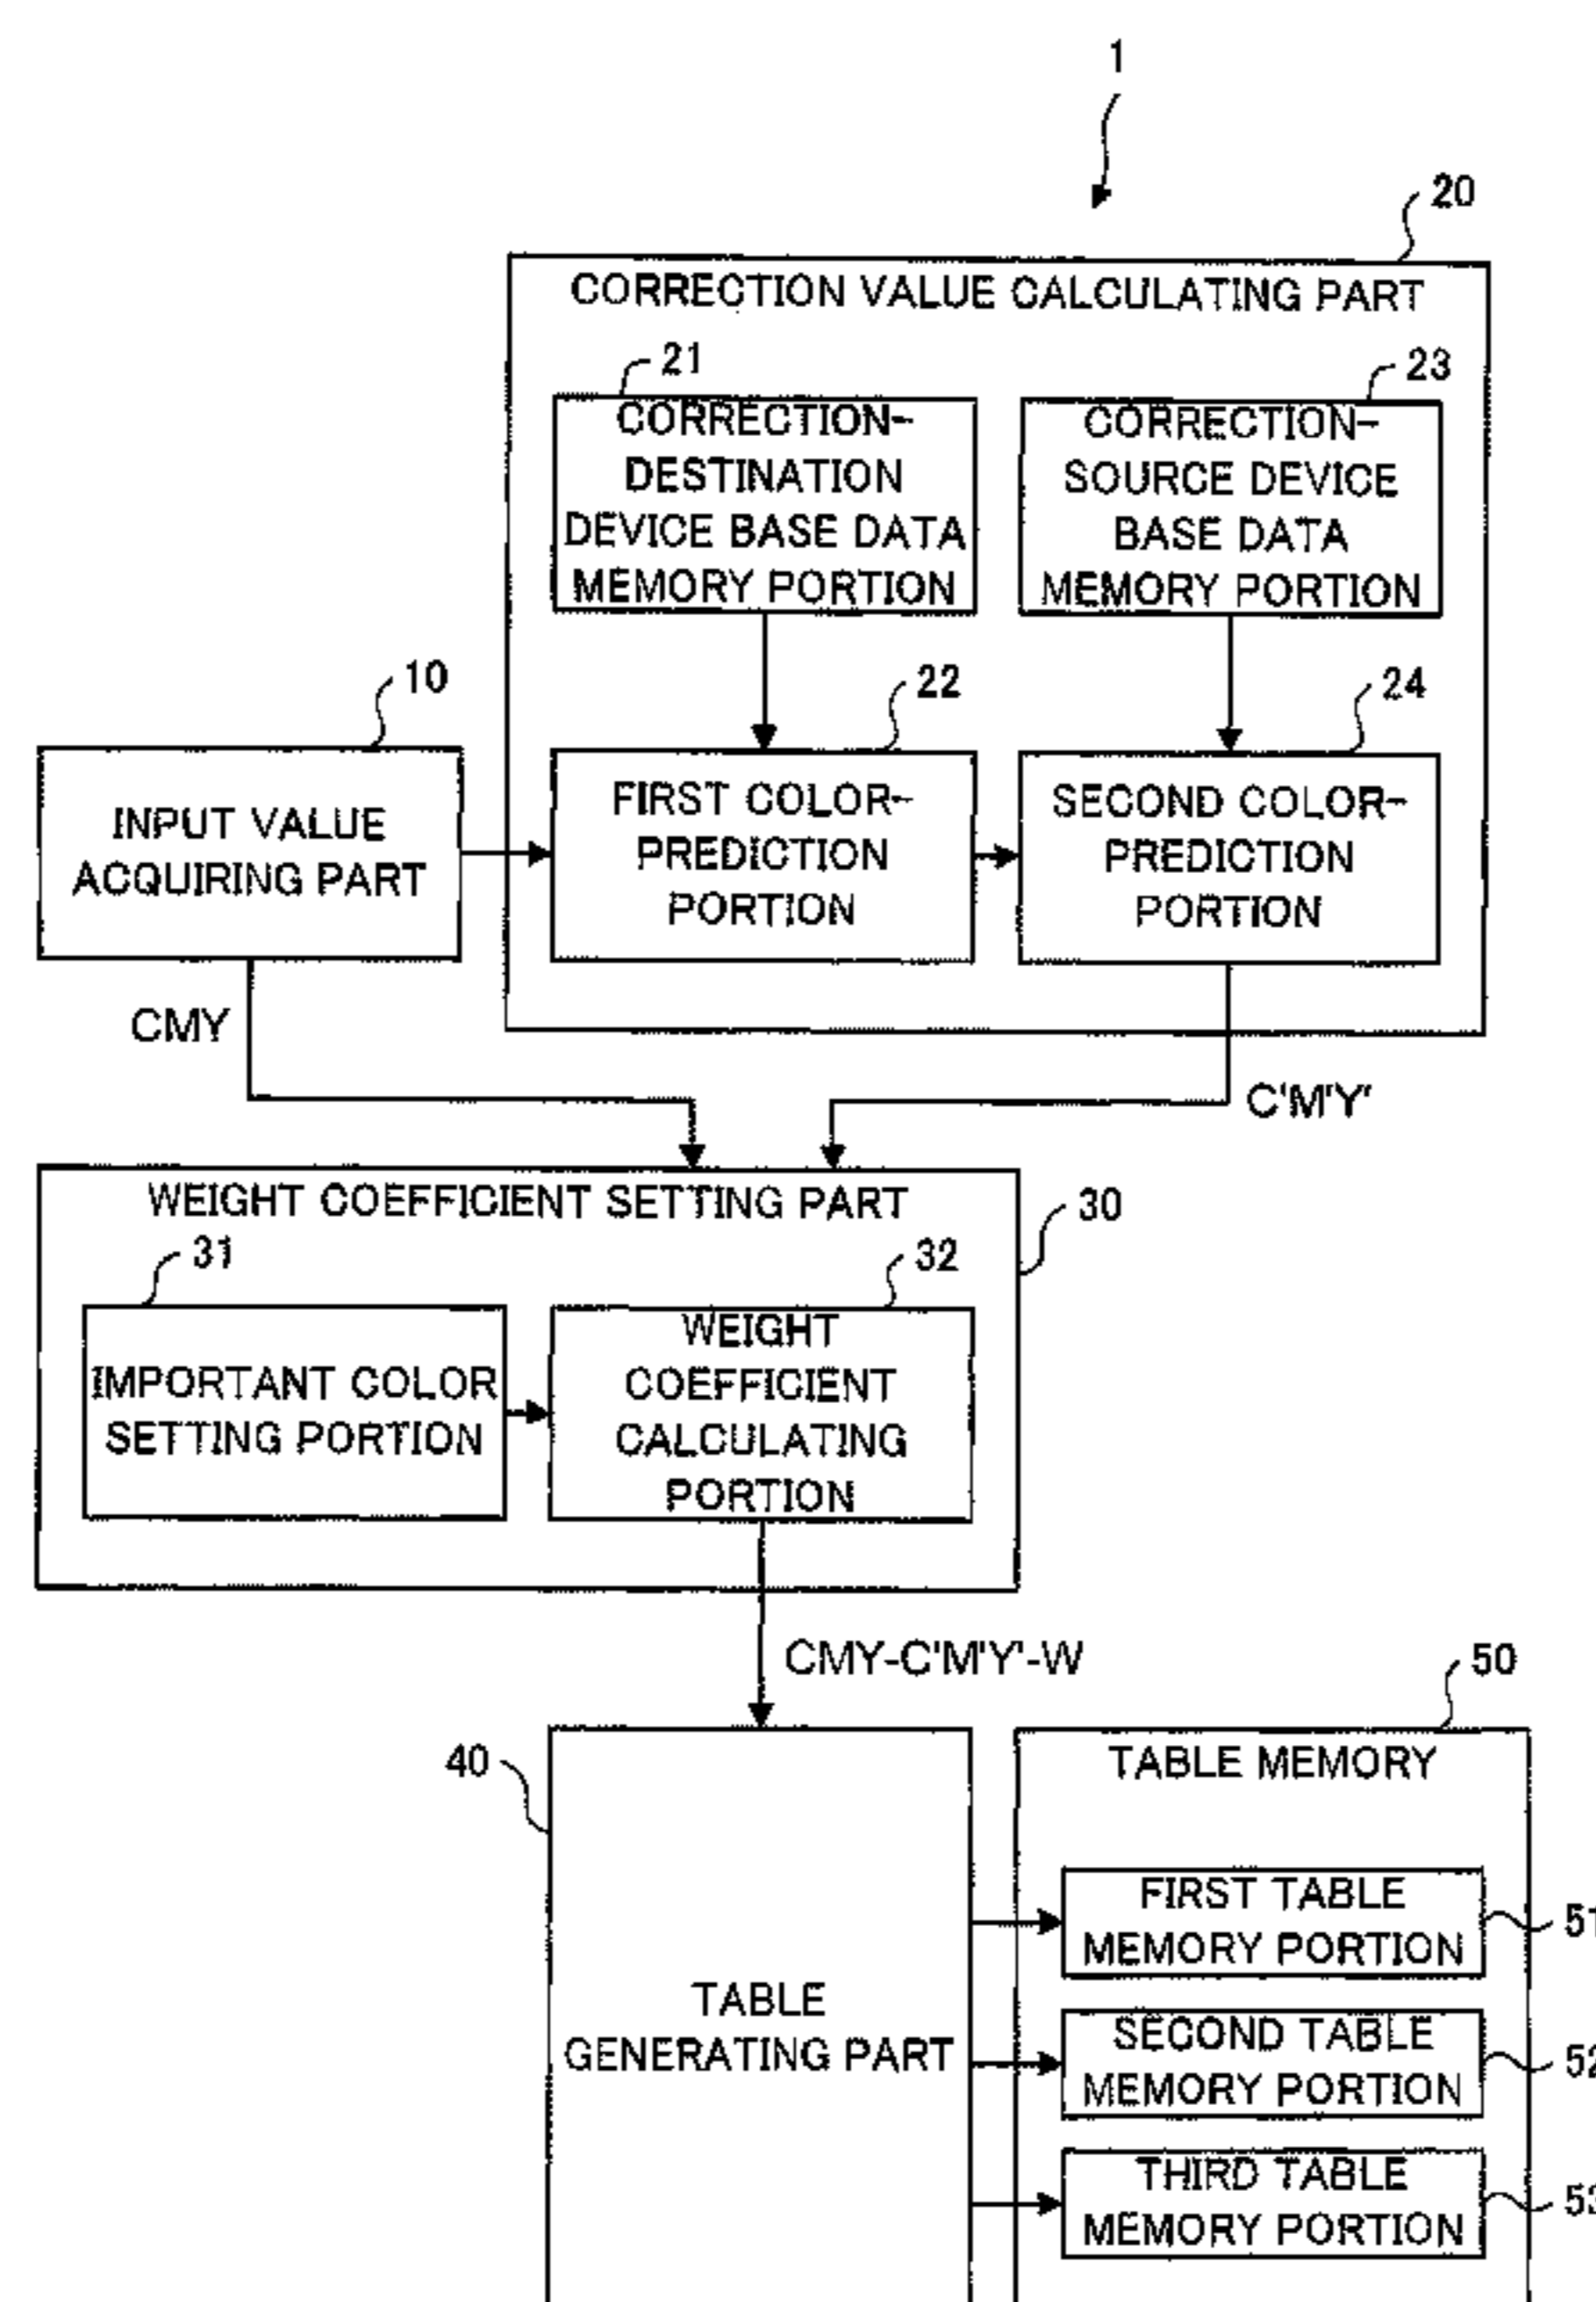 1
20
CORRECTION VALUE CALCULATING PART
21
23
CORRECTION-
DESTINATION
DEVICE BASE DATA
MEMORY PORTION
CORRECTION-
SOURCE DEVICE
BASE DATA
MEMORY PORTION
10
22
24
INPUT VALUE
ACQUIRING PART
FIRST COLOR-
PREDICTION
PORTION
SECOND COLOR-
PREDICTION
PORTION
CMY
C'M'Y'
WEIGHT COEFFICIENT SETTING PART
30
31
32
IMPORTANT COLOR
SETTING PORTION
WEIGHT
COEFFICIENT
CALCULATING
PORTION
CMY-C'M'Y'-W
50
40
TABLE MEMORY
FIRST TABLE
MEMORY PORTION
51
TABLE
GENERATING PART
SECOND TABLE
MEMORY PORTION
52
THIRD TABLE
MEMORY PORTION
53